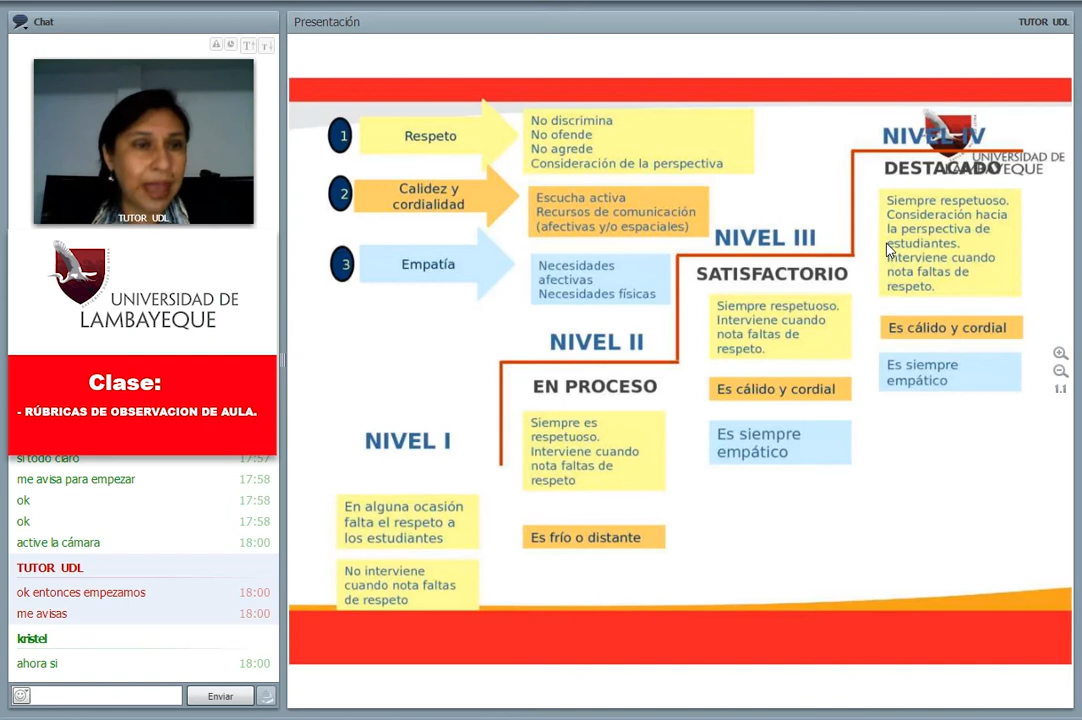 Chat
TUTOR UDL
UNIVERSIDAD DE
LAMBAYEQUE
Clase:
- RÚBRICAS DE OBSERVACION DE AULA.
si todo claro 17:57
me avisa para empezar 17:58
ok 17:58
ok 17:58
active la cámara 18:00
TUTOR UDL
ok entonces empezamos 18:00
me avisas 18:00
kristel
ahora si 18:00
Enviar
Presentación
TUTOR UDL
1
Respeto
No discrimina
No ofende
No agrede
Consideración de la perspectiva
2
Calidez y
cordialidad
Escucha activa
Recursos de comunicación
(afectivas y/o espaciales)
3
Empatía
Necesidades
afectivas
Necesidades físicas
NIVEL I
En alguna ocasión
falta el respeto a
los estudiantes
No interviene
cuando nota faltas
de respeto
NIVEL II
EN PROCESO
Siempre es
respetuoso.
Interviene cuando
nota faltas de
respeto
Es frío o distante
NIVEL III
SATISFACTORIO
Siempre respetuoso.
Interviene cuando
nota faltas de
respeto.
Es cálido y cordial
Es siempre
empático
NIVEL IV
DESTACADO
UNIVERSIDAD DE
LAMBAYEQUE
Siempre respetuoso.
Consideración hacia
la perspectiva de
estudiantes.
Interviene cuando
nota faltas de
respeto.
Es cálido y cordial
Es siempre
empático
1.1